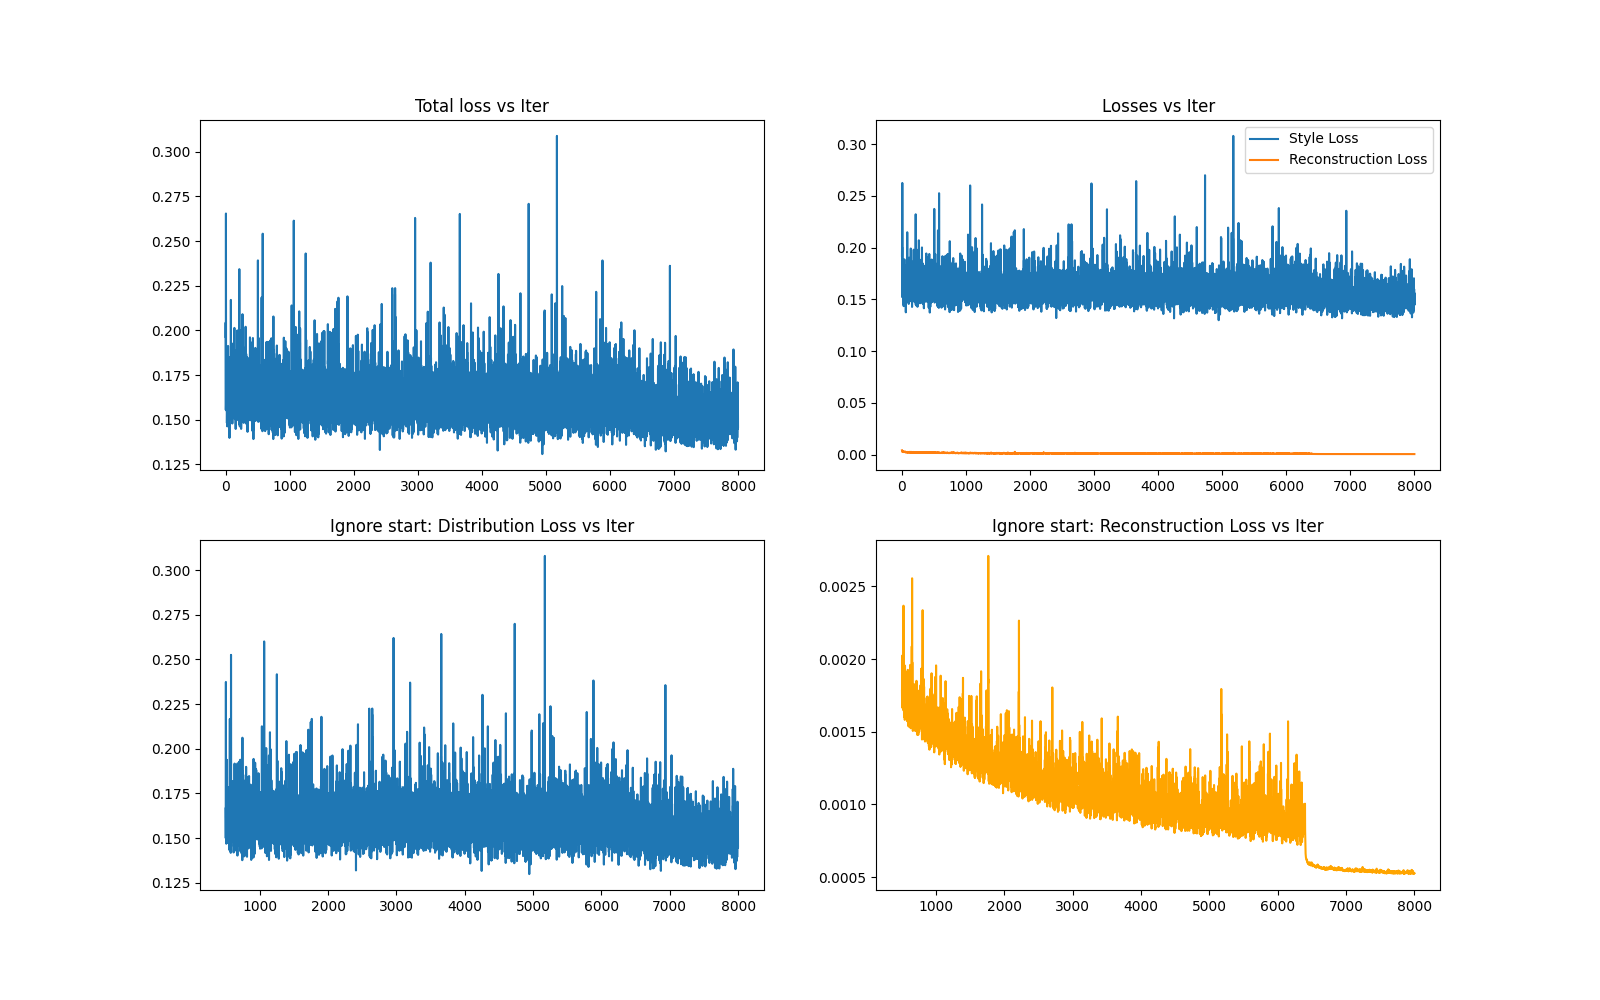 Total loss vs Iter
0.300
0.275
0.250
0.225
0.200
0.175
0.150
0.125
0 1000 2000 3000 4000 5000 6000 7000 8000
Losses vs Iter
Style Loss
Reconstruction Loss
0.30
0.25
0.20
0.15
0.10
0.05
0.00
0 1000 2000 3000 4000 5000 6000 7000 8000
Ignore start: Distribution Loss vs Iter
0.300
0.275
0.250
0.225
0.200
0.175
0.150
0.125
1000 2000 3000 4000 5000 6000 7000 8000
Ignore start: Reconstruction Loss vs Iter
0.0025
0.0020
0.0015
0.0010
0.0005
1000 2000 3000 4000 5000 6000 7000 8000